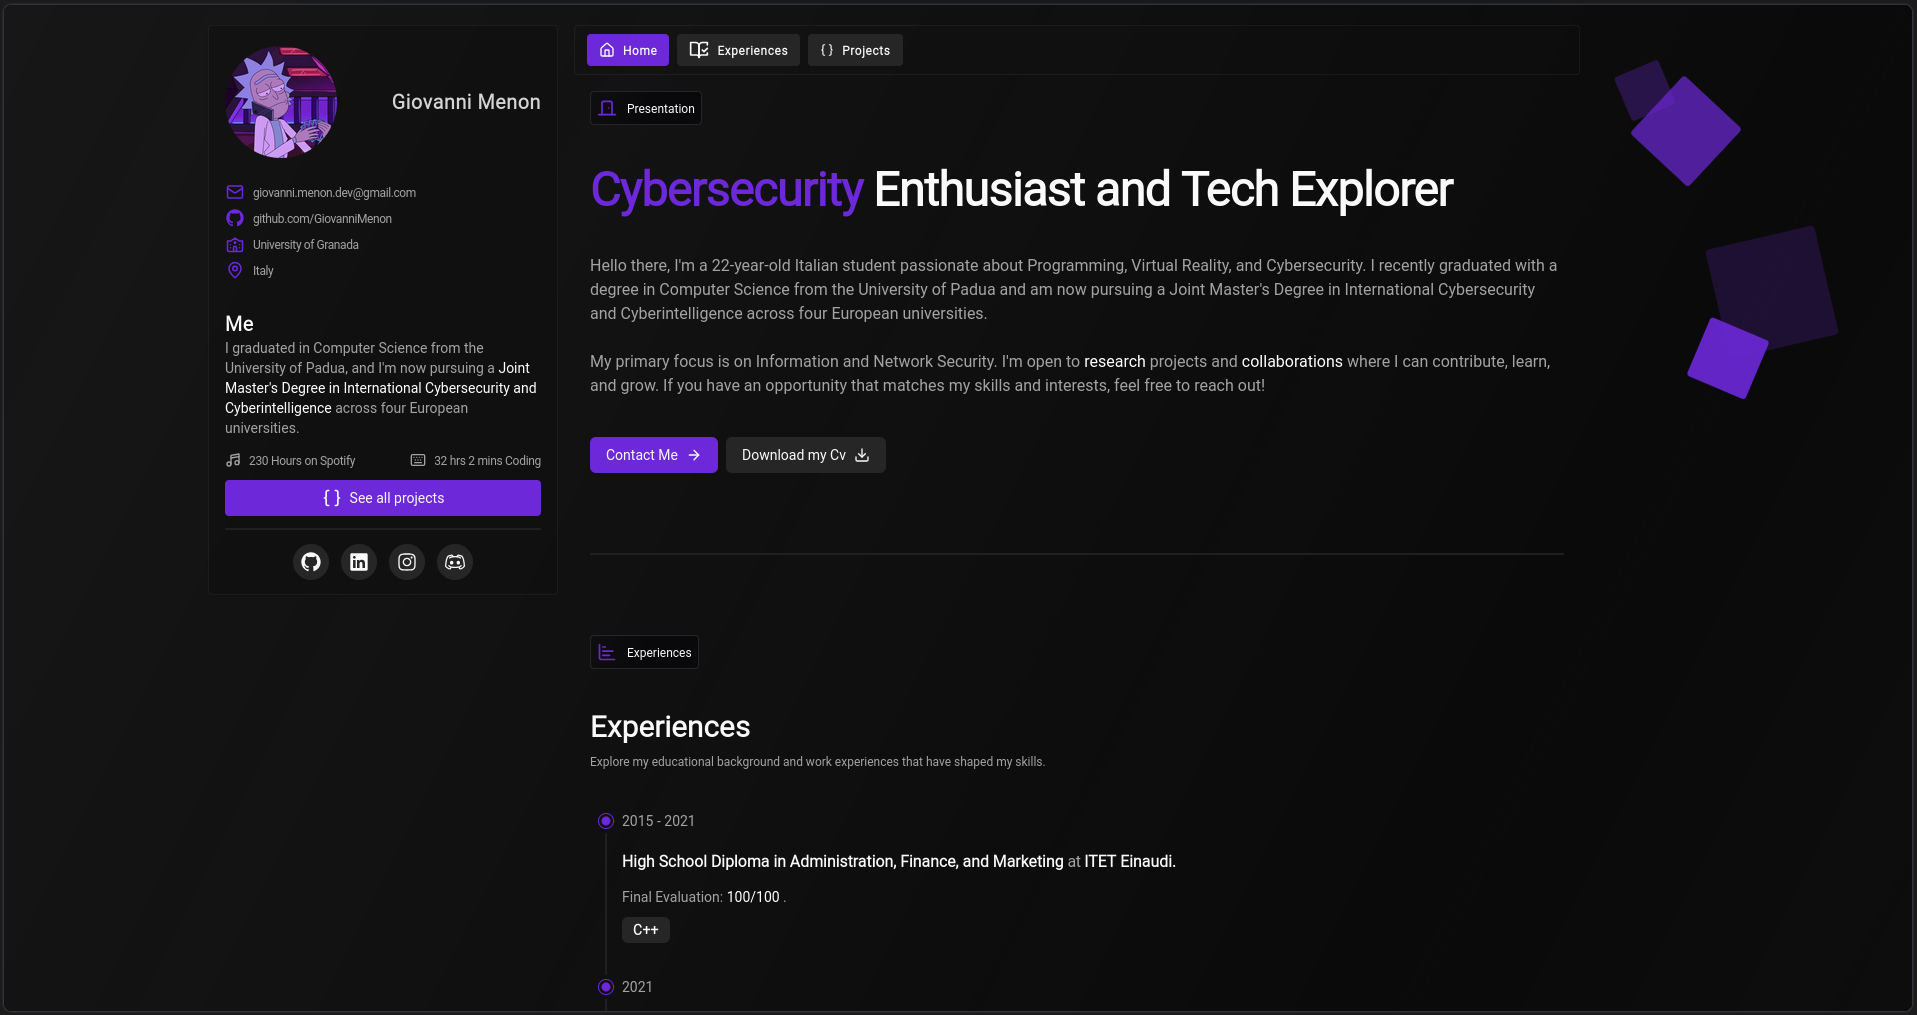 Giovanni Menon
giovanni.menon.dev@gmail.com
github.com/GiovanniMenon
University of Granada
Italy
Me
I graduated in Computer Science from the
University of Padua, and I'm now pursuing a Joint
Master's Degree in International Cybersecurity and
Cyberintelligence across four European
universities.
230 Hours on Spotify
32 hrs 2 mins Coding
See all projects
Home
Experiences
Projects
Presentation
Cybersecurity Enthusiast and Tech Explorer
Hello there, I'm a 22-year-old Italian student passionate about Programming, Virtual Reality, and Cybersecurity. I recently graduated with a
degree in Computer Science from the University of Padua and am now pursuing a Joint Master's Degree in International Cybersecurity
and Cyberintelligence across four European universities.
My primary focus is on Information and Network Security. I'm open to research projects and collaborations where I can contribute, learn,
and grow. If you have an opportunity that matches my skills and interests, feel free to reach out!
Contact Me
Download my Cv
Experiences
Experiences
Explore my educational background and work experiences that have shaped my skills.
2015 - 2021
High School Diploma in Administration, Finance, and Marketing at ITET Einaudi.
Final Evaluation: 100/100 .
C++
2021